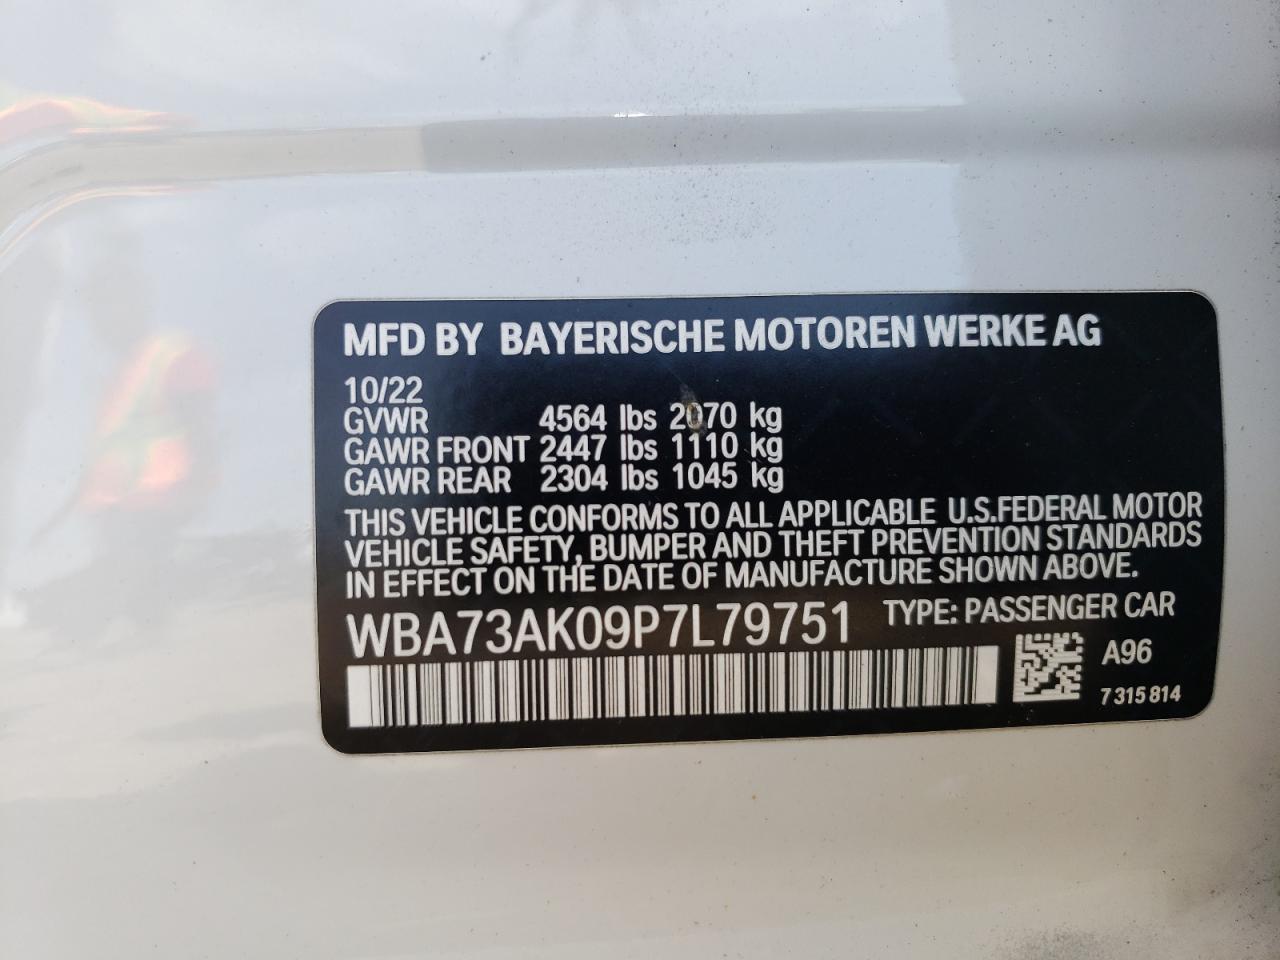 MFD BY BAYERISCHE MOTOREN WERKE AG
10/22
GVWR 4564 lbs 2070 kg
GAWR FRONT 2447 lbs 1110 kg
GAWR REAR 2304 lbs 1045 kg
THIS VEHICLE CONFORMS TO ALL APPLICABLE U.S.FEDERAL MOTOR
VEHICLE SAFETY, BUMPER AND THEFT PREVENTION STANDARDS
IN EFFECT ON THE DATE OF MANUFACTURE SHOWN ABOVE.
WBA73AK09P7L79751 TYPE: PASSENGER CAR
A96
7 315 814